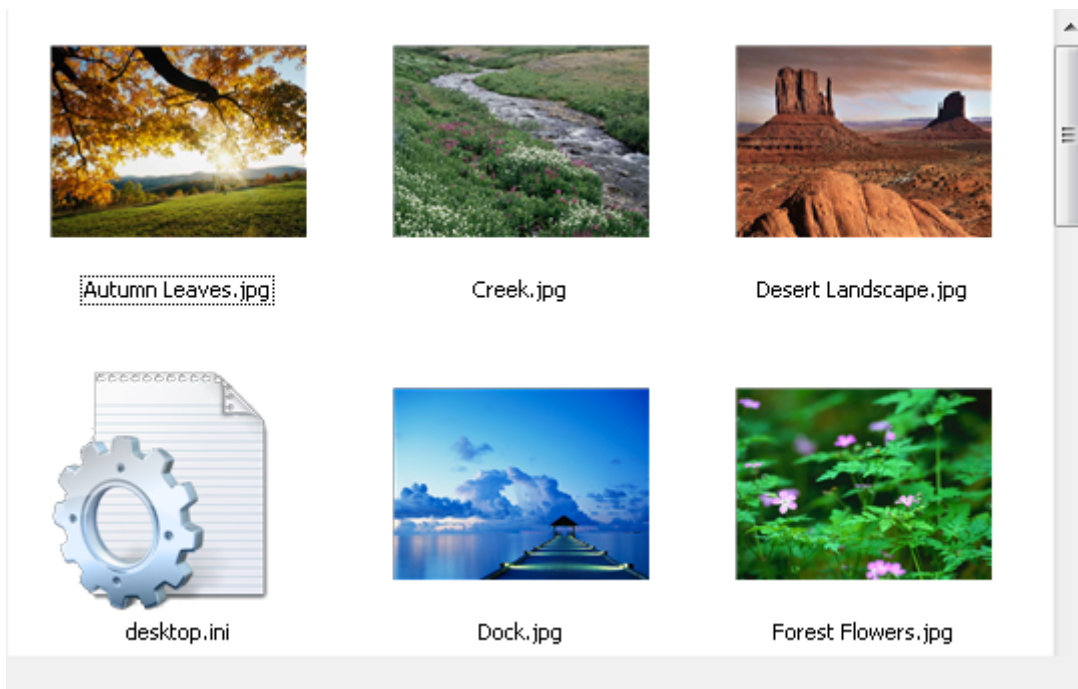 Autumn Leaves.jpg
Creek.jpg
Desert Landscape.jpg
desktop.ini
Dock.jpg
Forest Flowers.jpg